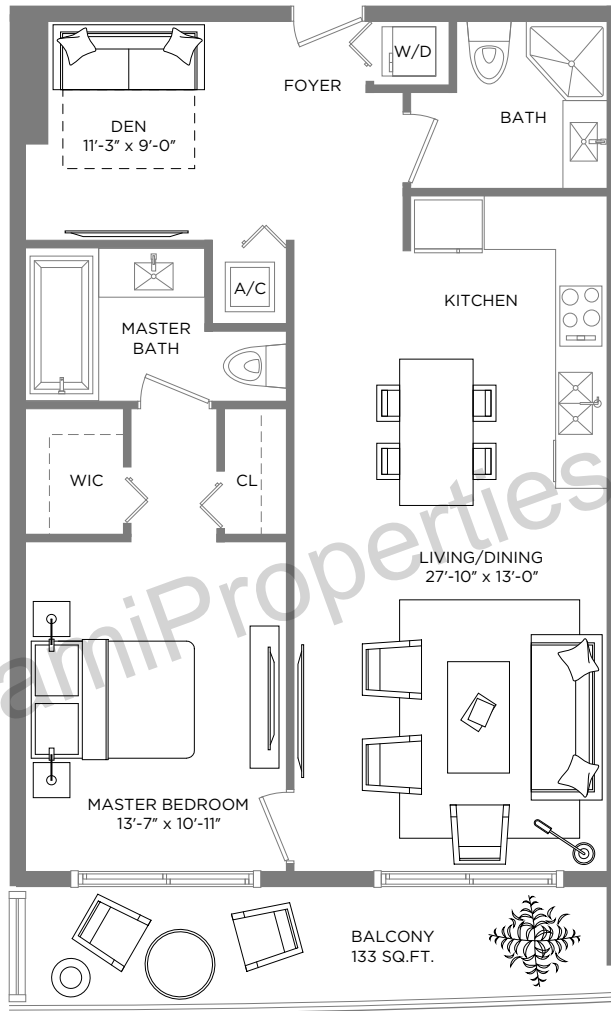 W/D
FOYER
BATH
DEN
11'-3" x 9'-0"
A/C
KITCHEN
MASTER
BATH
WIC
CL
LIVING/DINING
27'-10" x 13'-0"
amiProperties
MASTER BEDROOM
13'-7" x 10'-11"
BALCONY
133 SQ.FT.